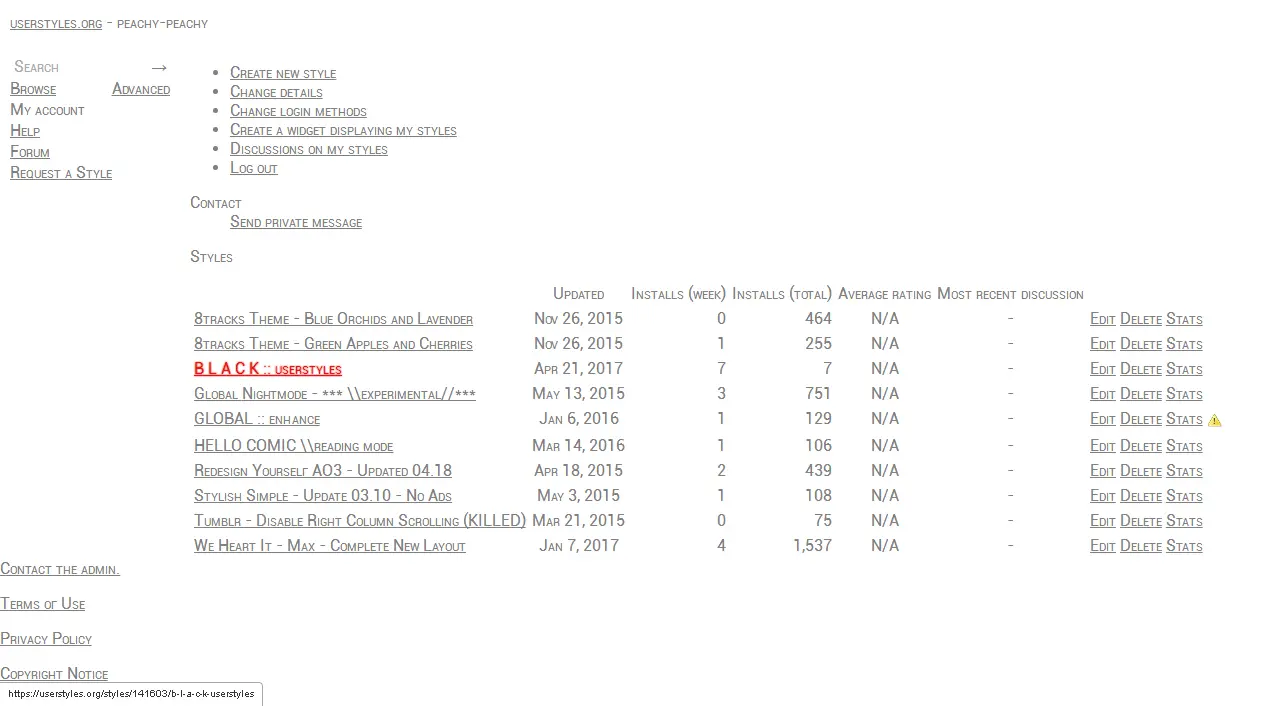 userstyles.org - peachy-peachy
Search →
Browse Advanced
My account
Help
Forum
Request a Style
Create new style
Change details
Change login methods
Create a widget displaying my styles
Discussions on my styles
Log out
Contact
Send private message
Styles
Updated Installs (week) Installs (total) Average rating Most recent discussion
8tracks Theme - Blue Orchids and Lavender Nov 26, 2015 0 464 N/A - Edit Delete Stats
8tracks Theme - Green Apples and Cherries Nov 26, 2015 1 255 N/A - Edit Delete Stats
B L A C K :: userstyles Apr 21, 2017 7 7 N/A - Edit Delete Stats
Global Nightmode - *** \\experimental//*** May 13, 2015 3 751 N/A - Edit Delete Stats
GLOBAL :: enhance Jan 6, 2016 1 129 N/A - Edit Delete Stats
HELLO COMIC \\reading mode Mar 14, 2016 1 106 N/A - Edit Delete Stats
Redesign Yourself AO3 - Updated 04.18 Apr 18, 2015 2 439 N/A - Edit Delete Stats
Stylish Simple - Update 03.10 - No Ads May 3, 2015 1 108 N/A - Edit Delete Stats
Tumblr - Disable Right Column Scrolling (KILLED) Mar 21, 2015 0 75 N/A - Edit Delete Stats
We Heart It - Max - Complete New Layout Jan 7, 2017 4 1,537 N/A - Edit Delete Stats
Contact the admin.
Terms of Use
Privacy Policy
Copyright Notice
https://userstyles.org/styles/141603/b-l-a-c-k-userstyles